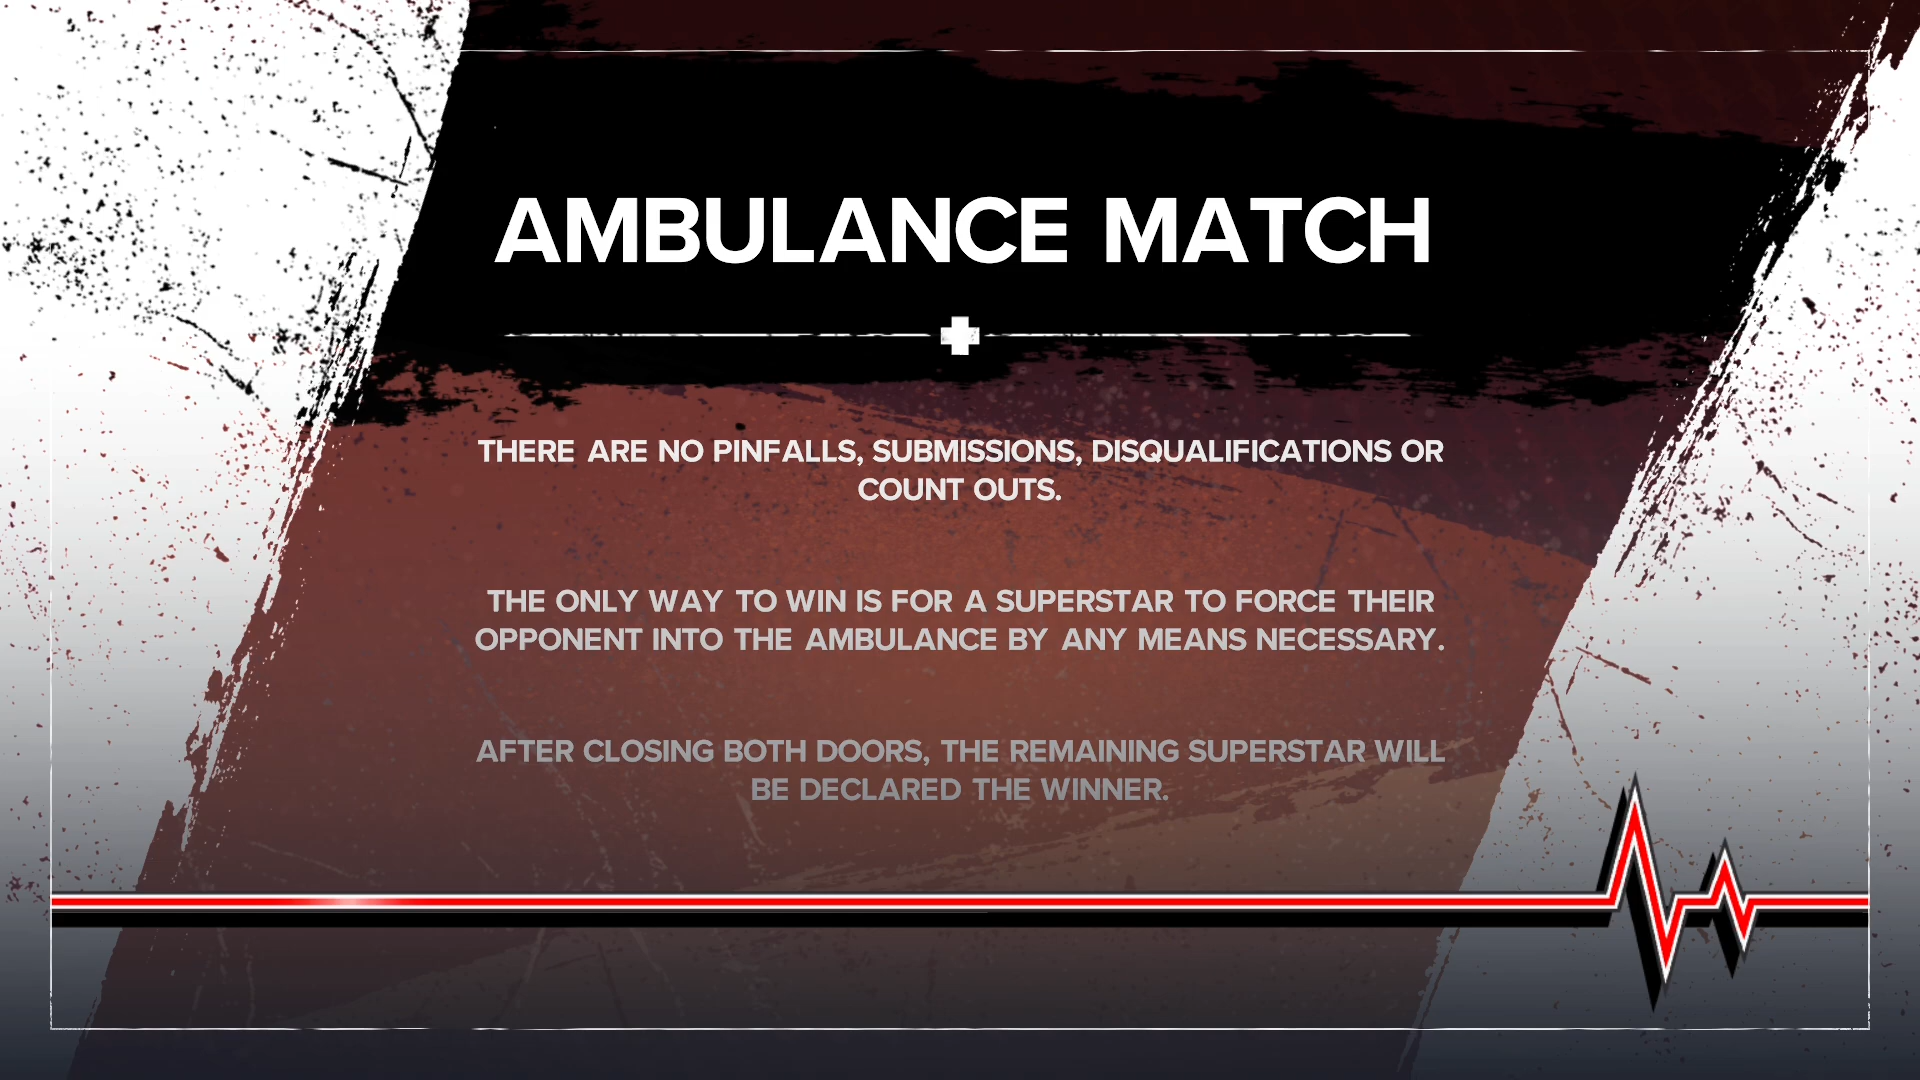 AMBULANCE MATCH
THERE ARE NO PINFALLS, SUBMISSIONS, DISQUALIFICATIONS OR
COUNT OUTS.
THE ONLY WAY TO WIN IS FOR A SUPERSTAR TO FORCE THEIR
OPPONENT INTO THE AMBULANCE BY ANY MEANS NECESSARY.
AFTER CLOSING BOTH DOORS, THE REMAINING SUPERSTAR WILL
BE DECLARED THE WINNER.